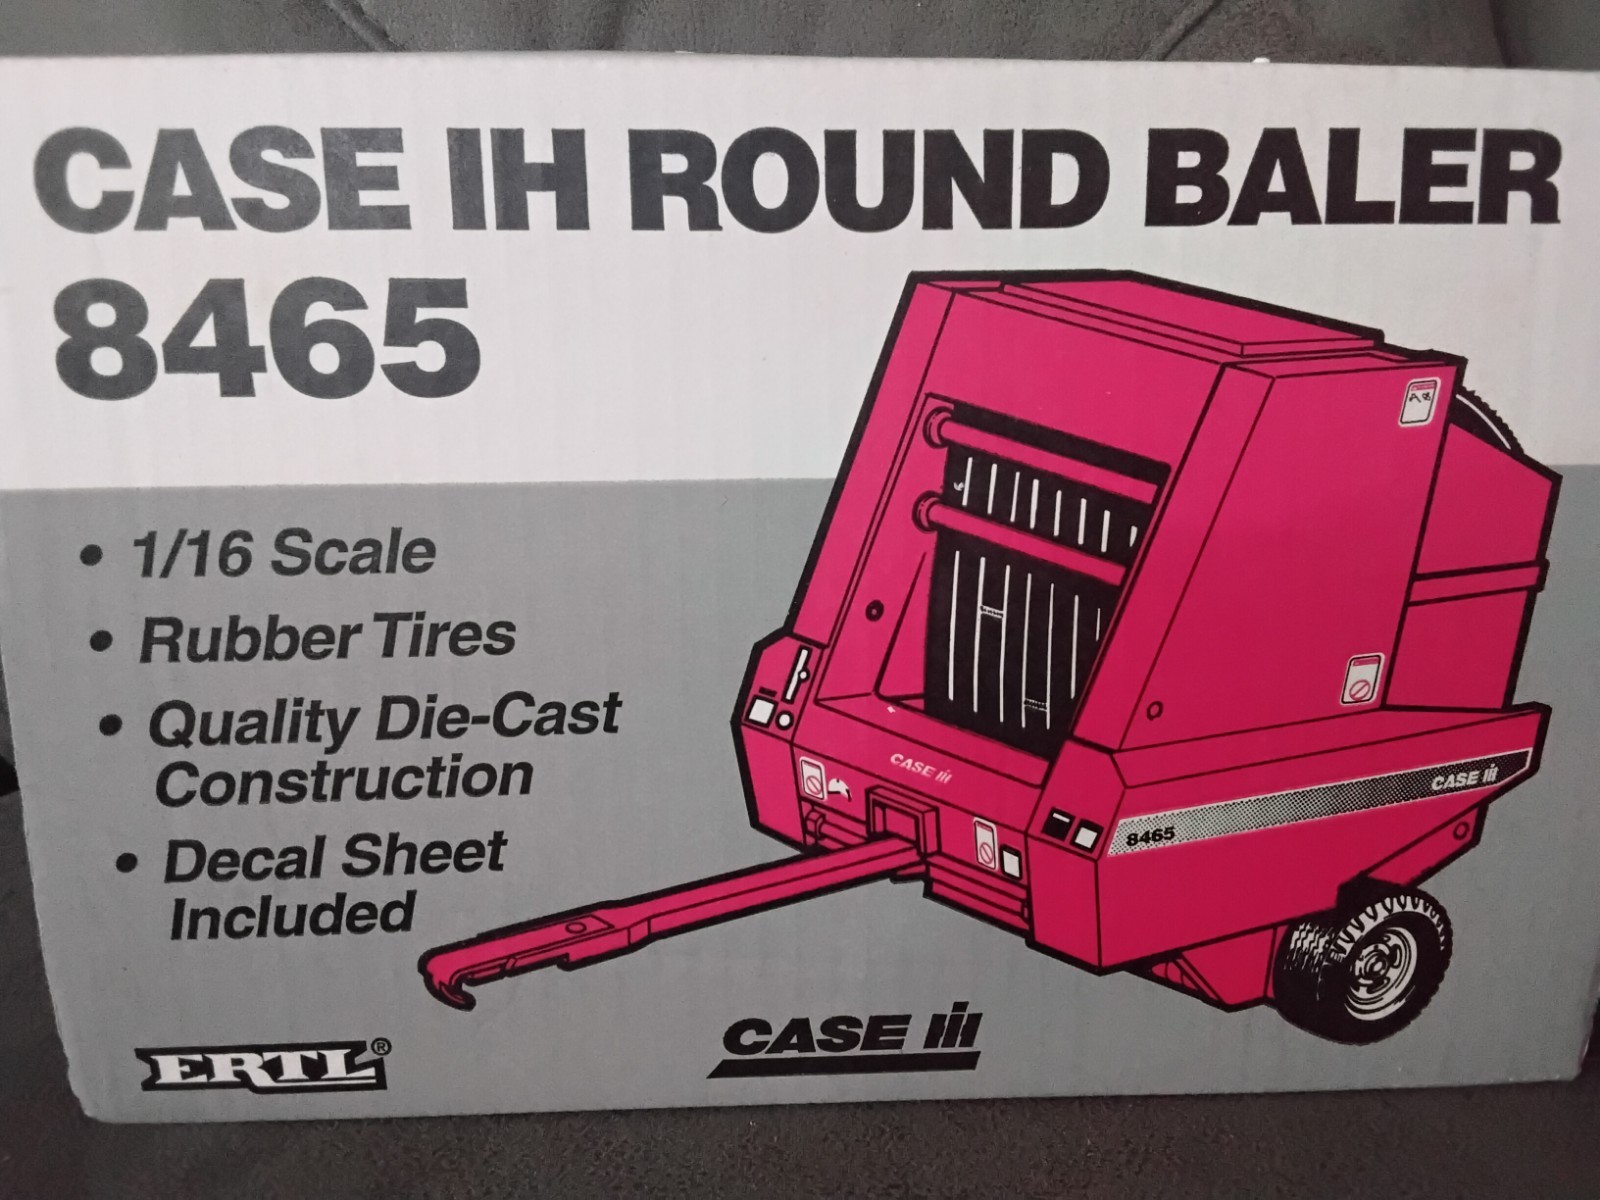 CASE IH ROUND BALER
8465
• 1/16 Scale
• Rubber Tires
• Quality Die-Cast
Construction
• Decal Sheet
Included
CASE IH
8465
CASE IH
ERTL®
CASE IH